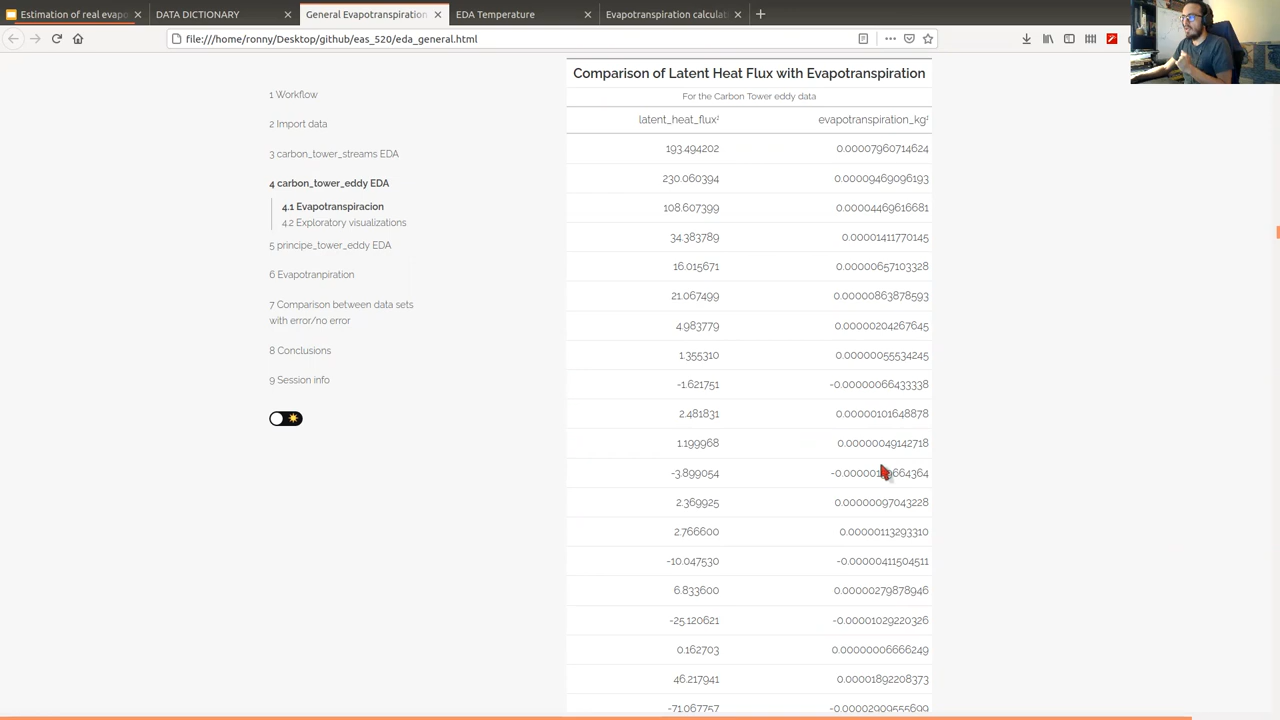 Estimation of real evapo
DATA DICTIONARY
General Evapotranspiration
EDA Temperature
Evapotranspiration calculat
file:///home/ronny/Desktop/github/eas_520/eda_general.html
1 Workflow
2 Import data
3 carbon_tower_streams EDA
4 carbon_tower_eddy EDA
4.1 Evapotranspiracion
4.2 Exploratory visualizations
5 principe_tower_eddy EDA
6 Evapotranpiration
7 Comparison between data sets
with error/no error
8 Conclusions
9 Session info
Comparison of Latent Heat Flux with Evapotranspiration
For the Carbon Tower eddy data
latent_heat_flux¹ evapotranspiration_kg²
193.494202 0.00007960714624
230.060394 0.00009469096193
108.607399 0.00004469616681
34.383789 0.00001411770145
16.015671 0.00000657103328
21.067499 0.00000863878593
4.983779 0.00000204267645
1.355310 0.00000055534245
-1.621751 -0.00000066433338
2.481831 0.00000101648878
1.199968 0.00000049142718
-3.899054
2.369925 0.00000097043228
2.766600 0.00000113293310
-10.047530 -0.00000411504511
6.833600 0.00000279878946
-25.120621 -0.00001029220326
0.162703 0.00000006666249
46.217941 0.00001892208373
-71.067757 -0.00002909555699